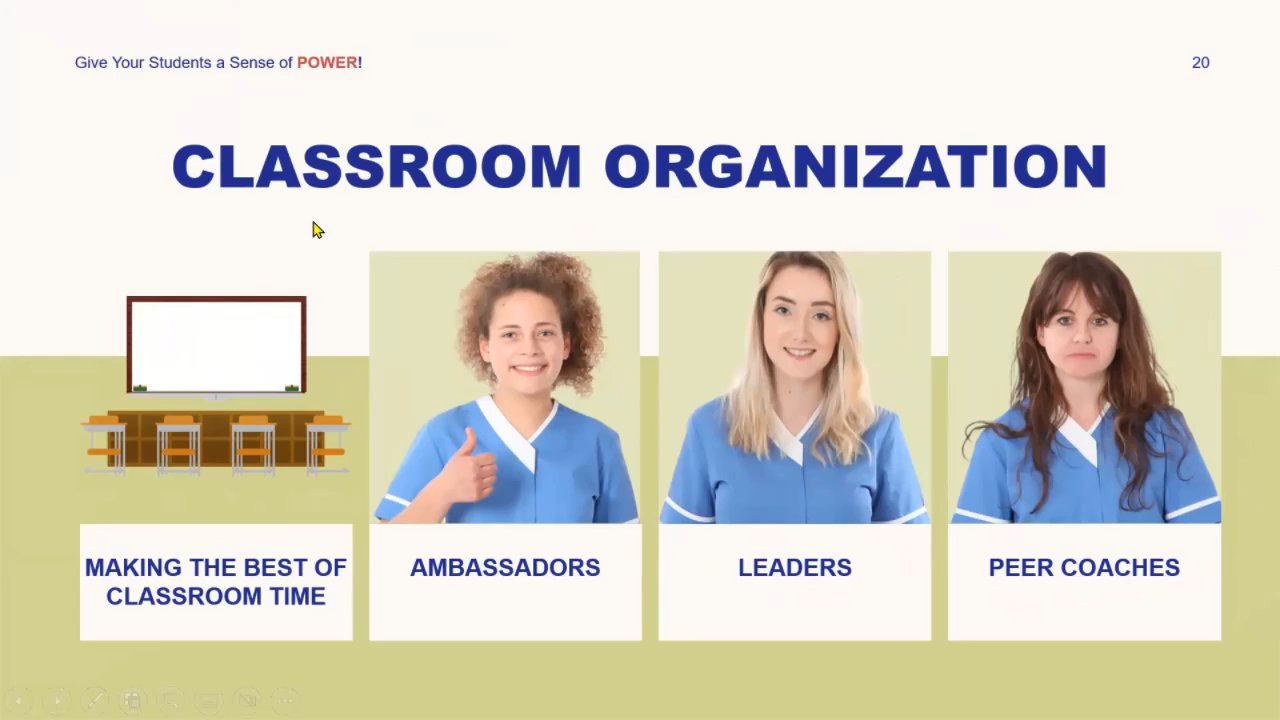 Give Your Students a Sense of POWER!
20
CLASSROOM ORGANIZATION
MAKING THE BEST OF
CLASSROOM TIME
AMBASSADORS
LEADERS
PEER COACHES